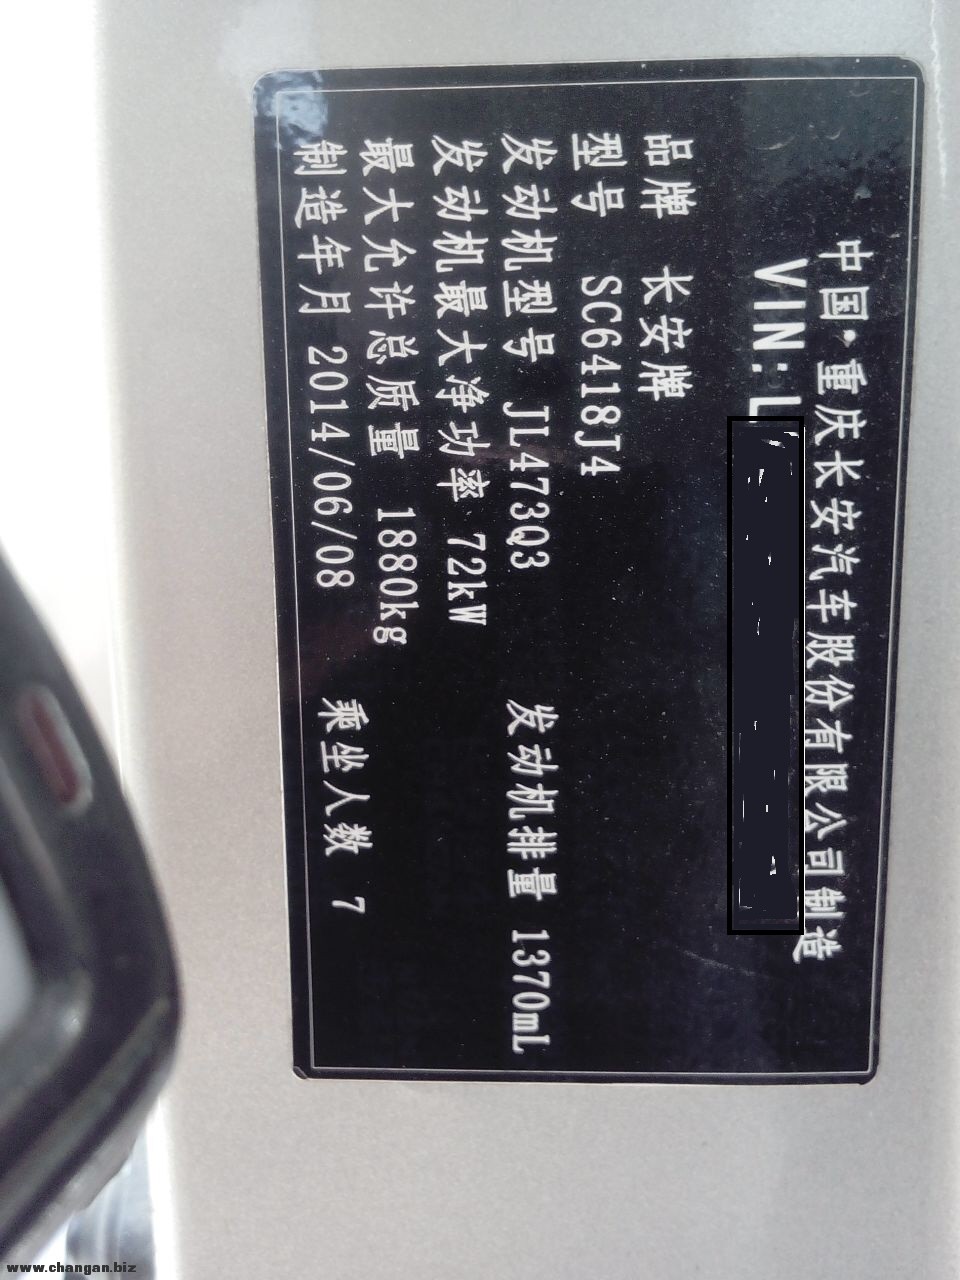 中国·重庆长安汽车股份有限公司制造
VIN:L
品牌 长安牌
型号 SC6418J4
发动机型号 JL473Q3 发动机排量 1370mL
发动机最大净功率 72kW
最大允许总质量 1880kg
制造年月 2014/06/08 乘坐人数 7
www.changan.biz